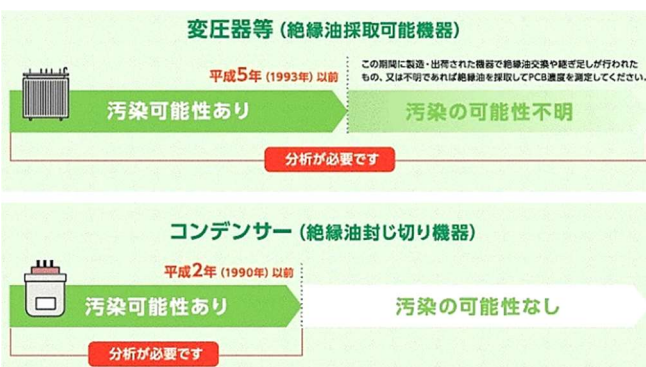 変圧器等(絶縁油採取可能機器)
平成5年(1993年)以前
この期間に製造・出荷された機器で絶縁油交換や継ぎ足しが行われた
もの、又は不明であれば絶縁油を採取してPCB濃度を測定してください。
汚染可能性あり
汚染の可能性不明
分析が必要です
コンデンサー(絶縁油封じ切り機器)
平成2年(1990年)以前
汚染可能性あり
汚染の可能性なし
分析が必要です